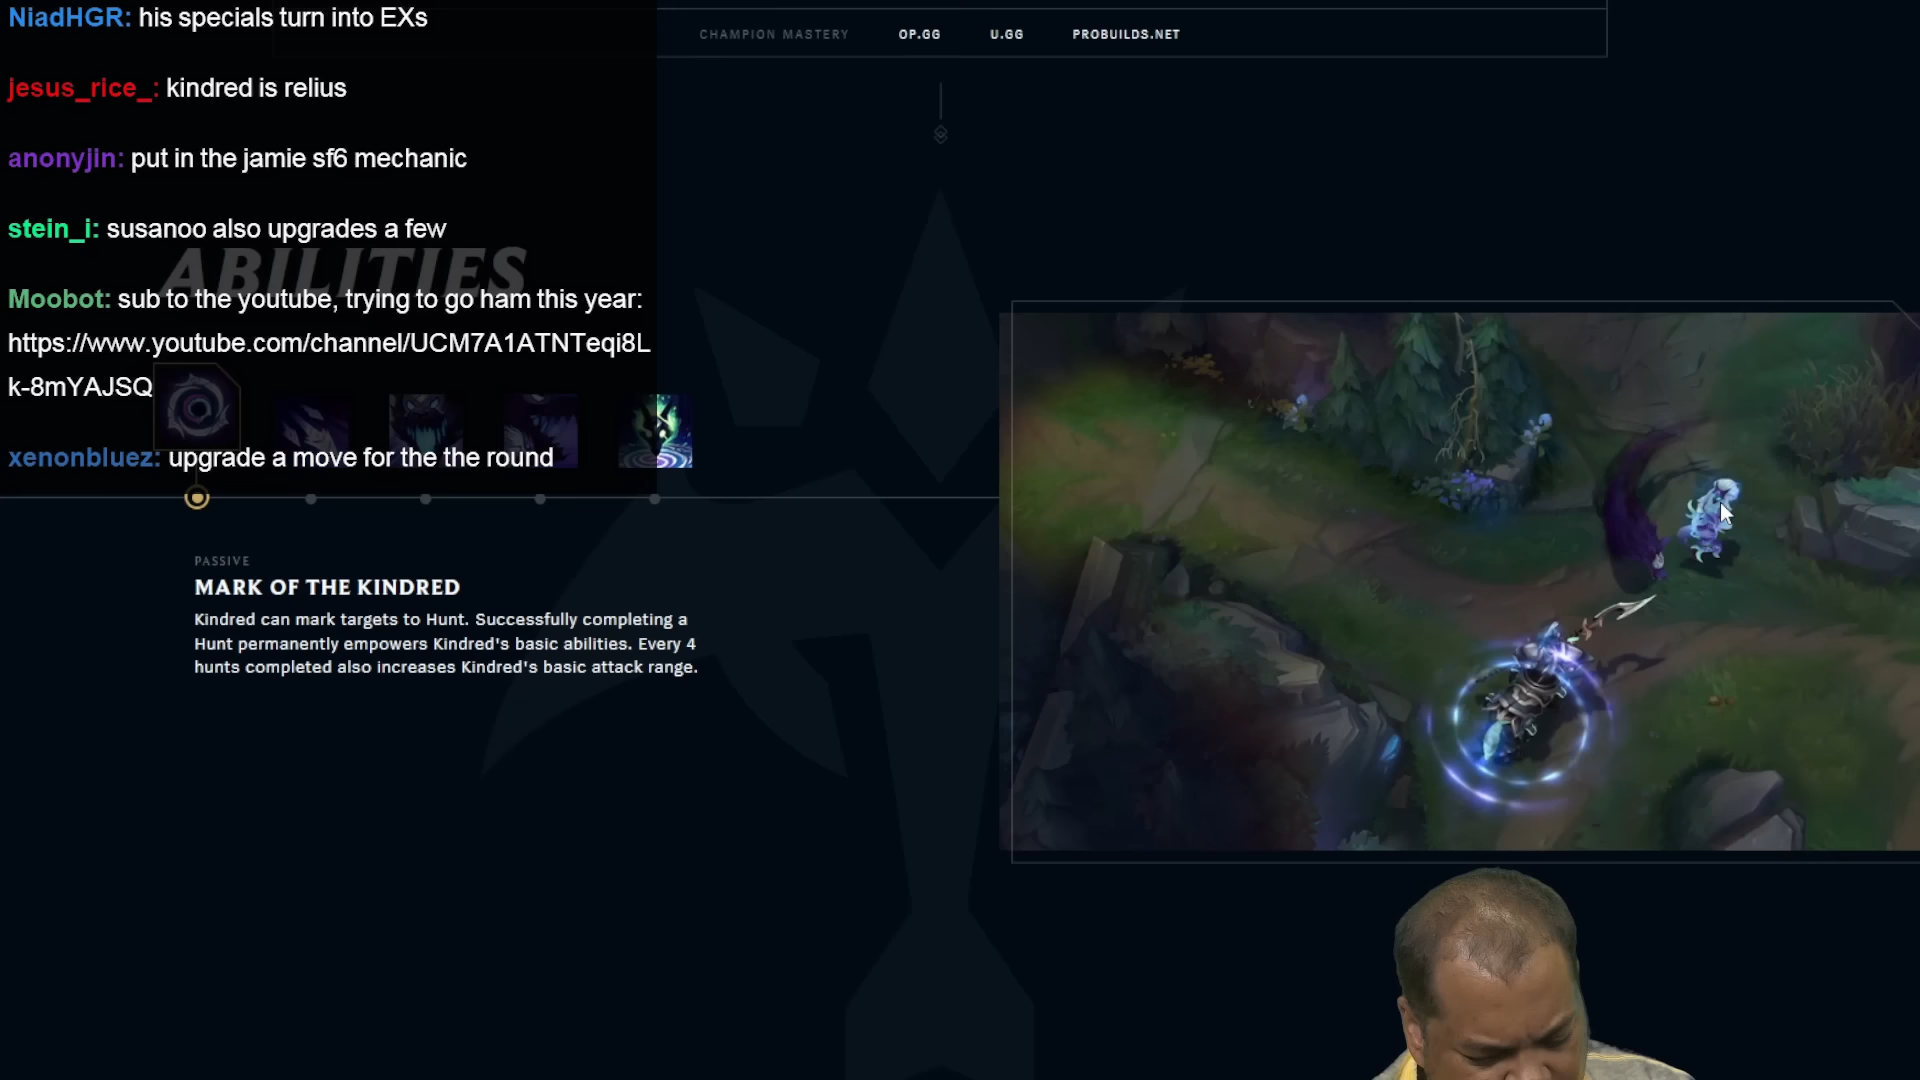 NiadHGR: his specials turn into EXs
CHAMPION MASTERY OP.GG U.GG PROBUILDS.NET
jesus_rice_: kindred is relius
anonyjin: put in the jamie sf6 mechanic
stein_i: susanoo also upgrades a few
ABILITIES
Moobot: sub to the youtube, trying to go ham this year:
https://www.youtube.com/channel/UCM7A1ATNTeqi8L
k-8mYAJSQ
xenonbluez: upgrade a move for the the round
PASSIVE
MARK OF THE KINDRED
Kindred can mark targets to Hunt. Successfully completing a
Hunt permanently empowers Kindred's basic abilities. Every 4
hunts completed also increases Kindred's basic attack range.